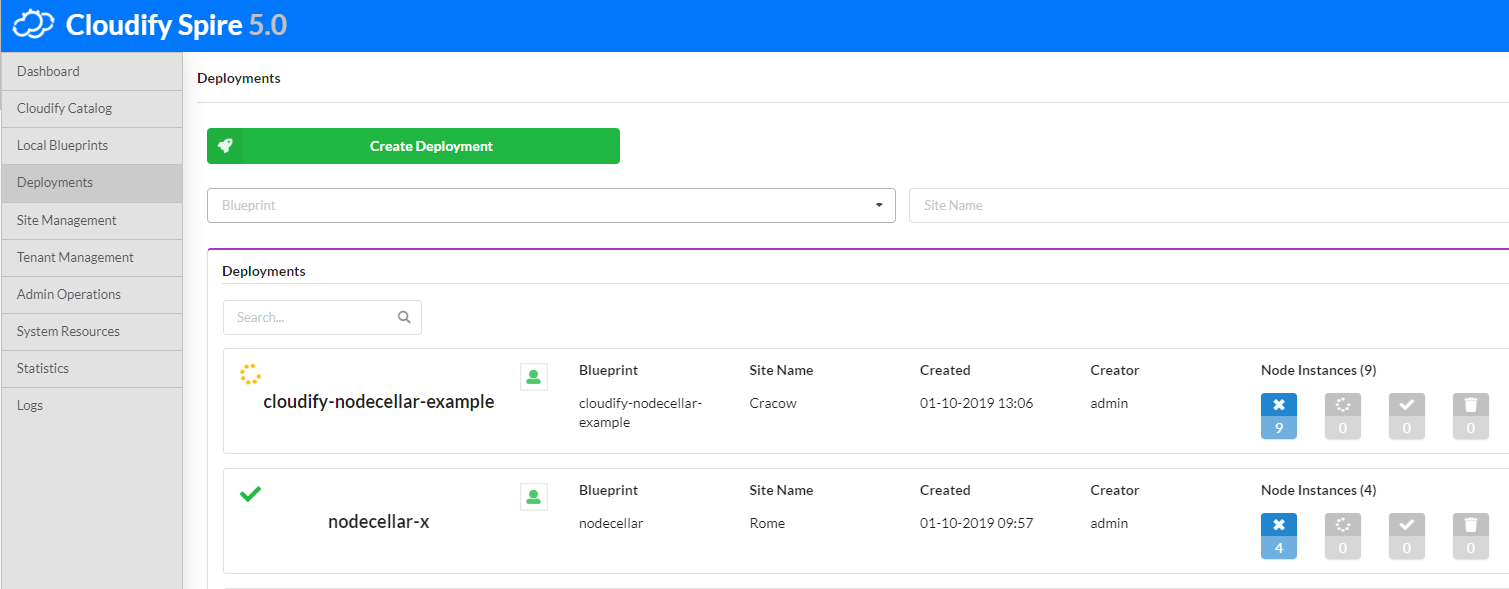 Cloudify Spire 5.0
Dashboard
Cloudify Catalog
Local Blueprints
Deployments
Site Management
Tenant Management
Admin Operations
System Resources
Statistics
Logs
Deployments
Create Deployment
Blueprint
Site Name
Deployments
Search...
cloudify-nodecellar-example
Blueprint
cloudify-nodecellar-
example
Site Name
Cracow
Created
01-10-2019 13:06
Creator
admin
Node Instances (9)
9 0 0 0
nodecellar-x
Blueprint
nodecellar
Site Name
Rome
Created
01-10-2019 09:57
Creator
admin
Node Instances (4)
4 0 0 0